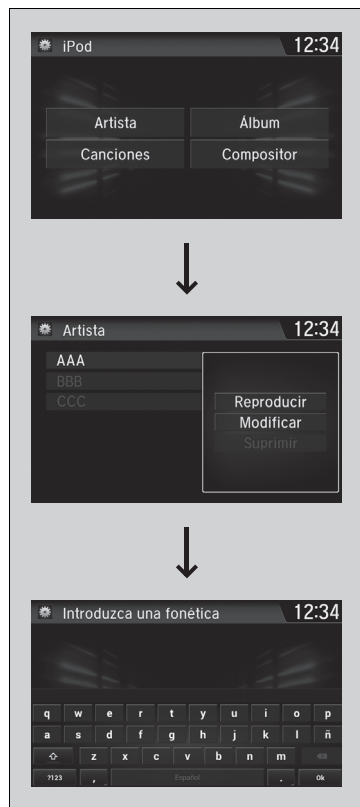 iPod 12:34
Artista Álbum
Canciones Compositor
Artista 12:34
AAA
BBB
CCC
Reproducir
Modificar
Suprimir
Introduzca una fonética 12:34
q w e r t y u i o p
a s d f g h j k l ñ
z x c v b n m
?123 , Español . Ok